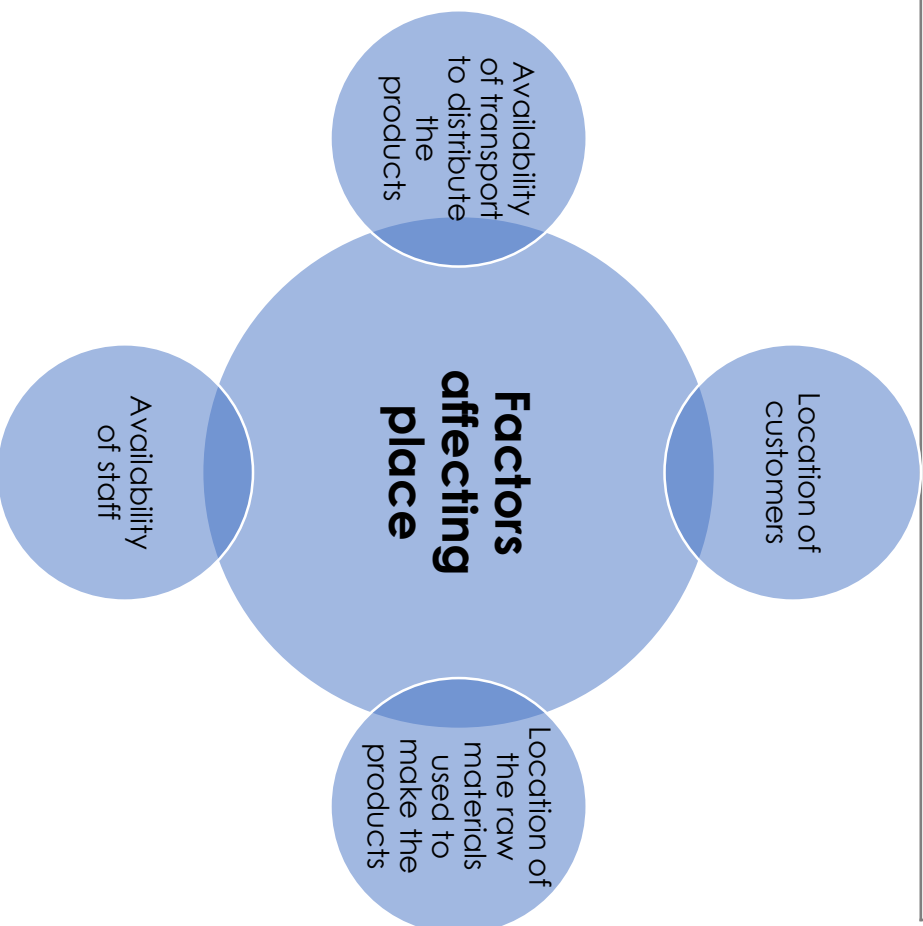 Factors
affecting
place
Location of
customers
Location of
the raw
materials
used to
make the
products
Availability
of staff
Availability
of transport
to distribute
the
products